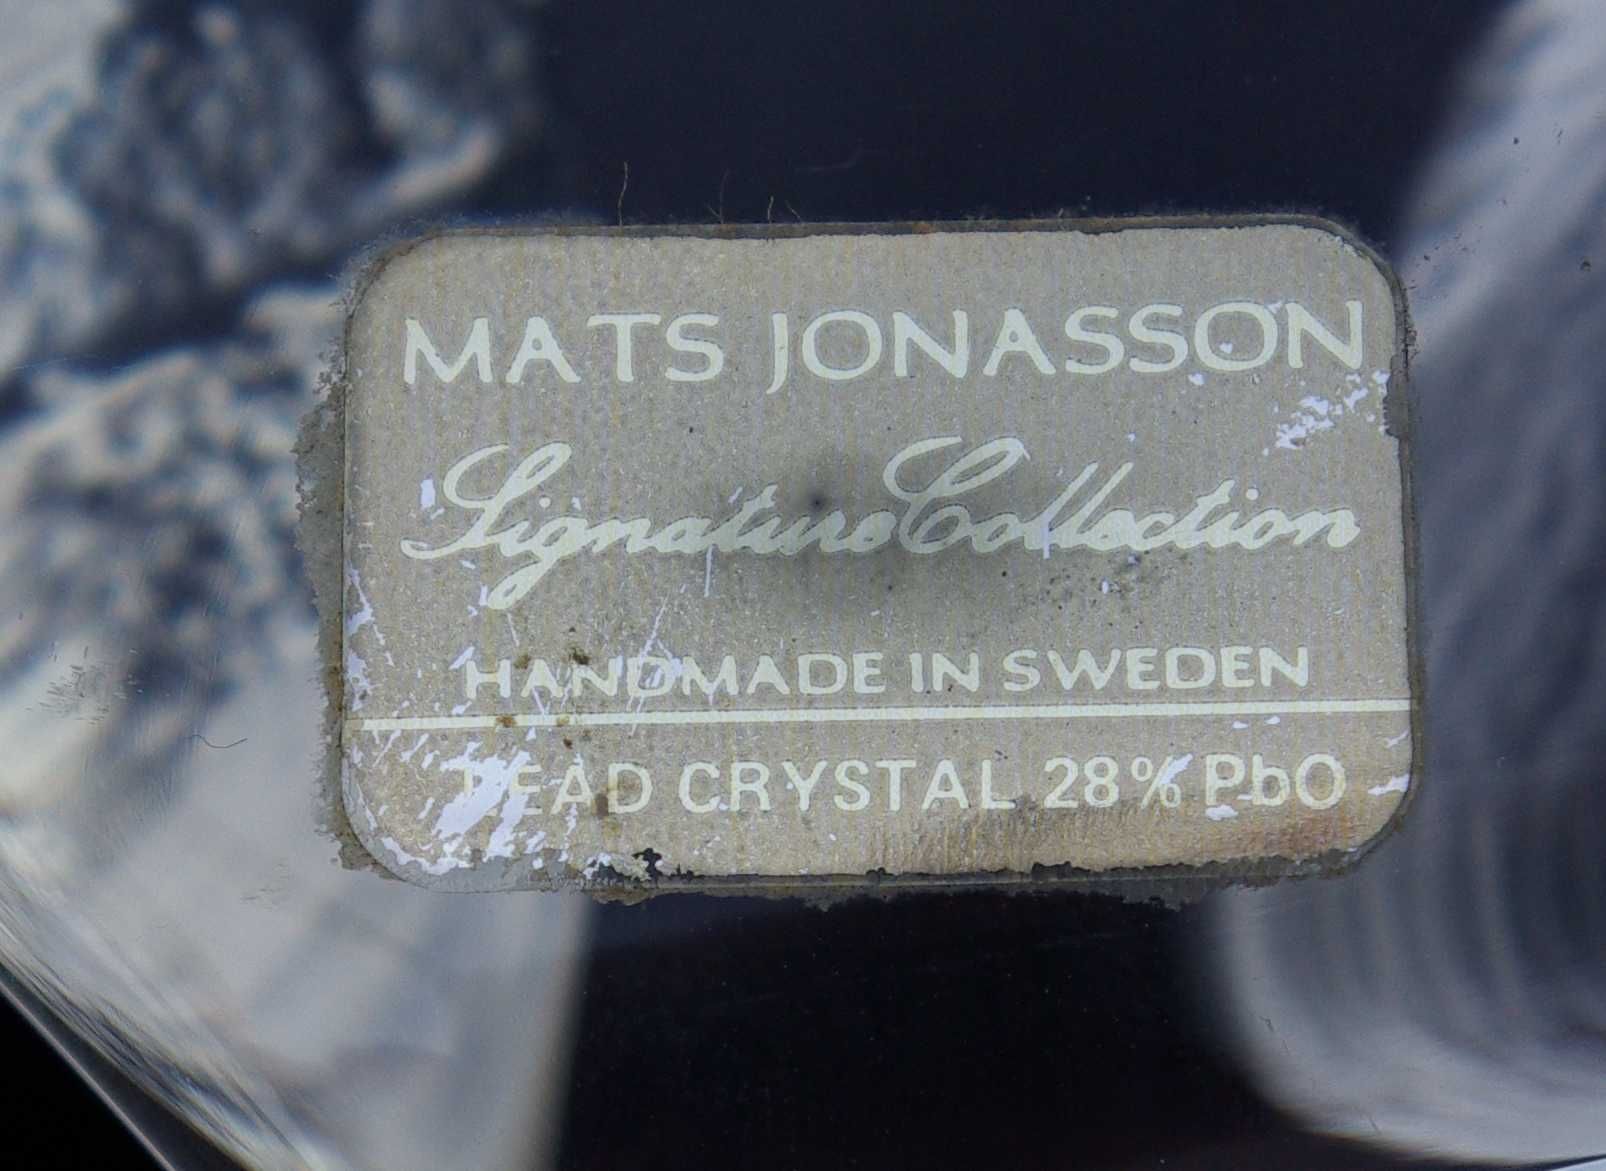 MATS JONASSON
Signature Collection
HANDMADE IN SWEDEN
LEAD CRYSTAL 28% PbO